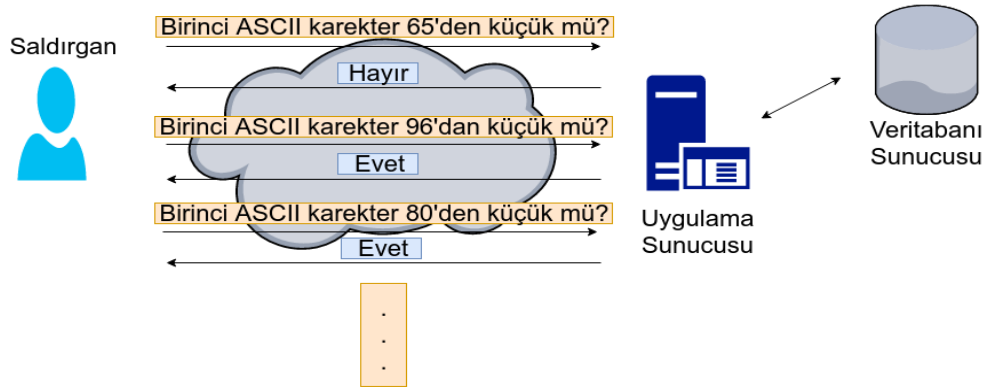 Birinci ASCII karekter 65'den küçük mü?
Saldırgan
Hayır
Birinci ASCII karekter 96'dan küçük mü?
Evet
Veritabanı
Sunucusu
Birinci ASCII karekter 80'den küçük mü?
Evet
Uygulama
Sunucusu
.
.
.